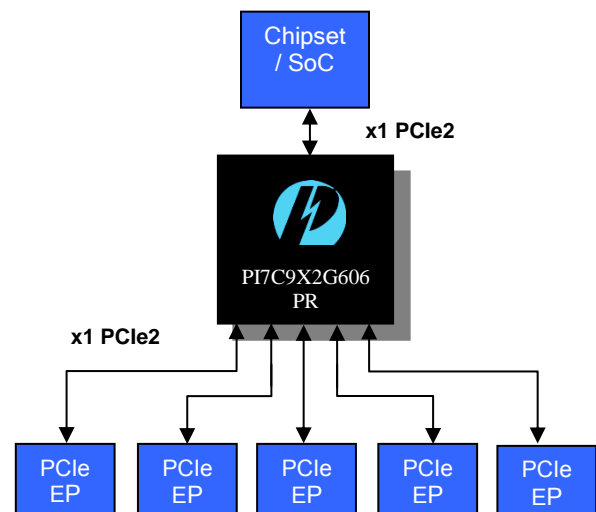 Chipset
/ SoC
x1 PCIe2
PI7C9X2G606
PR
x1 PCIe2
PCIe
EP
PCIe
EP
PCIe
EP
PCIe
EP
PCIe
EP